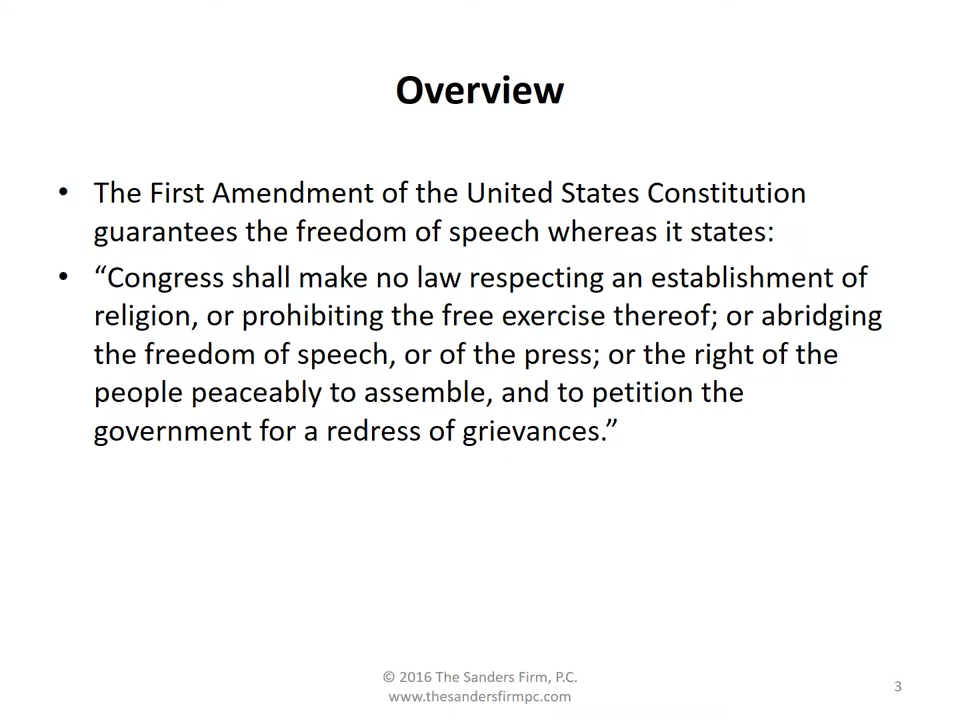 Overview
• The First Amendment of the United States Constitution
guarantees the freedom of speech whereas it states:
• “Congress shall make no law respecting an establishment of
religion, or prohibiting the free exercise thereof; or abridging
the freedom of speech, or of the press; or the right of the
people peaceably to assemble, and to petition the
government for a redress of grievances.”
© 2016 The Sanders Firm, P.C.
www.thesandersfirmpc.com
3